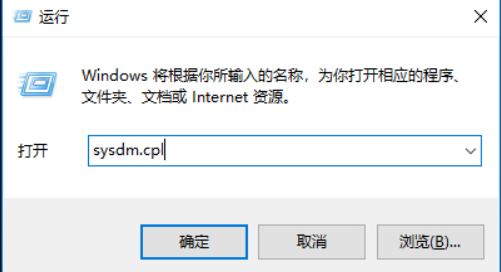 运行
Windows 将根据你所输入的名称，为你打开相应的程序、
文件夹、文档或 Internet 资源。
打开
sysdm.cpl
确定
取消
浏览(B)...